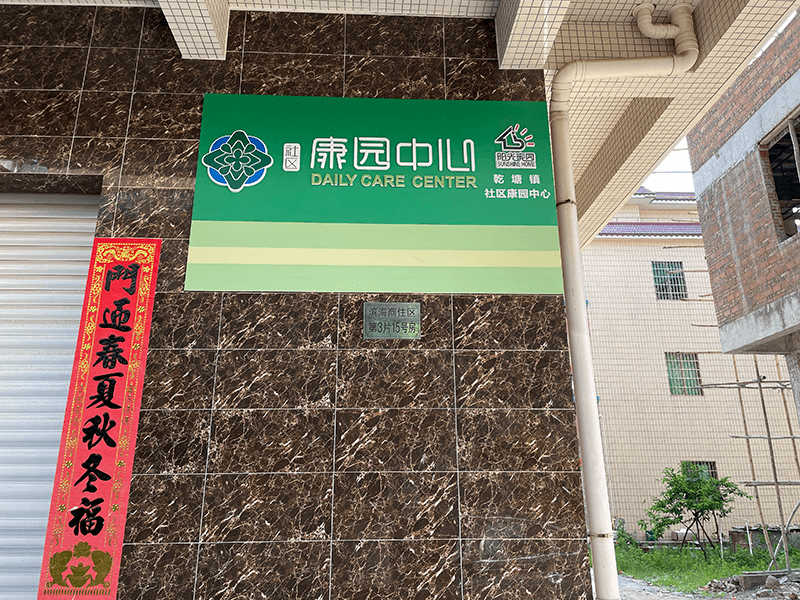 社区
康园中心
DAILY CARE CENTER
阳光家园
SUNSHINE HOME
乾塘镇
社区康园中心
滨海商住区
第3片15号房
門迎春夏秋冬福